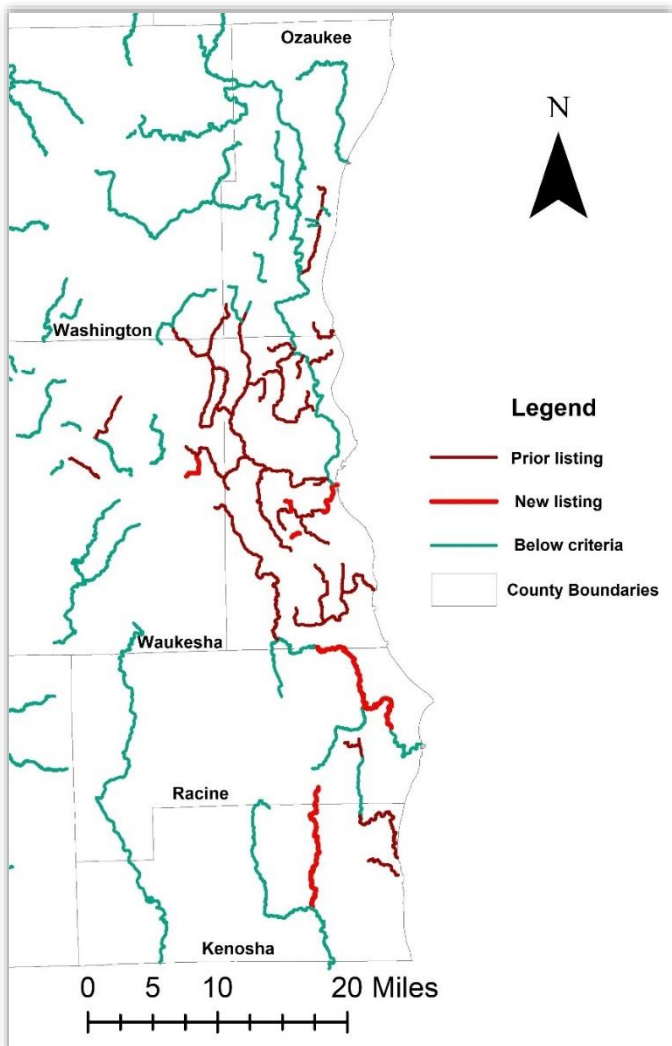 Ozaukee
N
Washington
Legend
Prior listing
New listing
Below criteria
County Boundaries
Waukesha
Racine
Kenosha
0 5 10 20 Miles